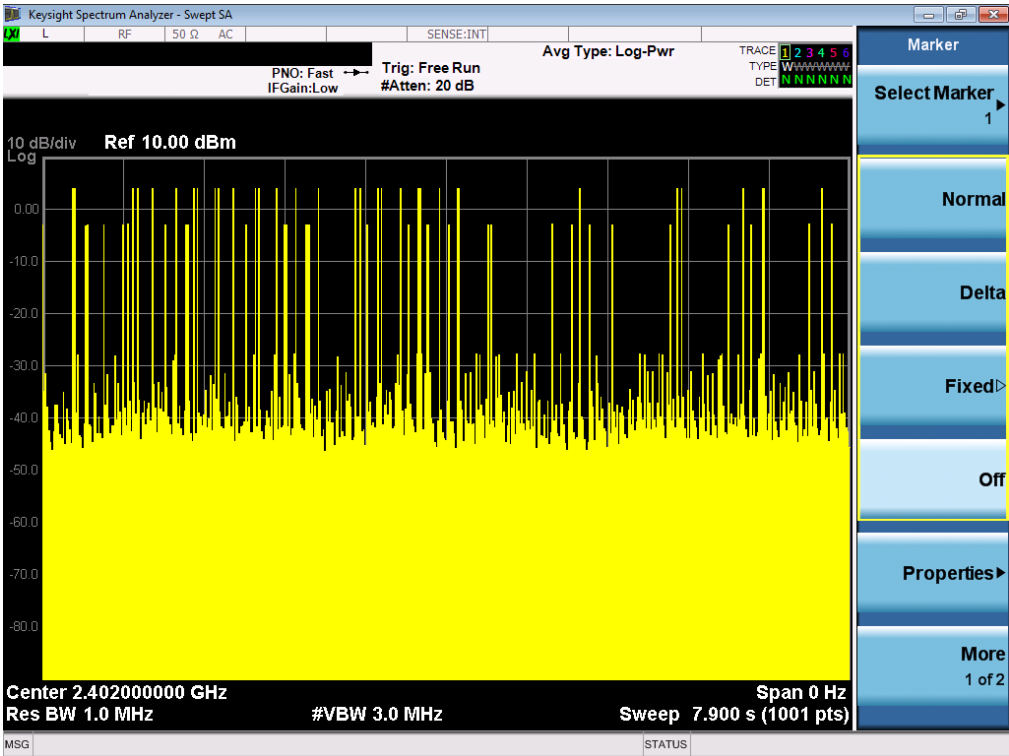 Keysight Spectrum Analyzer - Swept SA
LXI L RF 50 Ω AC SENSE:INT
Avg Type: Log-Pwr
TRACE 1 2 3 4 5 6
PNO: Fast Trig: Free Run
TYPE WWWWWW
IFGain:Low #Atten: 20 dB
DET N N N N N N
10 dB/div Ref 10.00 dBm
Log
0.00
-10.0
-20.0
-30.0
-40.0
-50.0
-60.0
-70.0
-80.0
Center 2.402000000 GHz Span 0 Hz
Res BW 1.0 MHz #VBW 3.0 MHz Sweep 7.900 s (1001 pts)
MSG STATUS
Marker
Select Marker
1
Normal
Delta
Fixed
Off
Properties
More
1 of 2